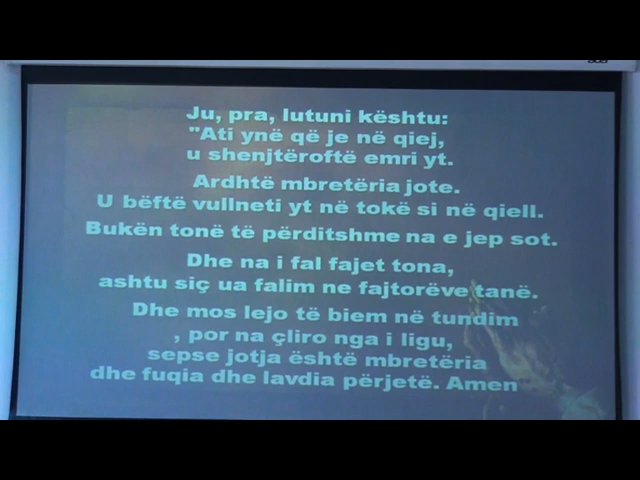 Ju, pra, lutuni kështu:
"Ati ynë që je në qiej,
u shenjtëroftë emri yt.
Ardhtë mbretëria jote.
U bëftë vullneti yt në tokë si në qiell.
Bukën tonë të përditshme na e jep sot.
Dhe na i fal fajet tona,
ashtu siç ua falim ne fajtorëve tanë.
Dhe mos lejo të biem në tundim
, por na çliro nga i ligu,
sepse jotja është mbretëria
dhe fuqia dhe lavdia përjetë. Amen"